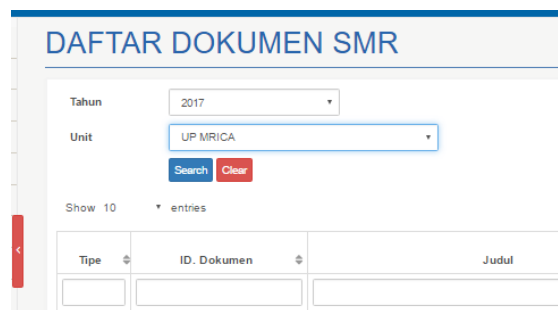 DAFTAR DOKUMEN SMR
Tahun 2017
Unit UP MRICA
Search Clear
Show 10 entries
Tipe ID. Dokumen Judul